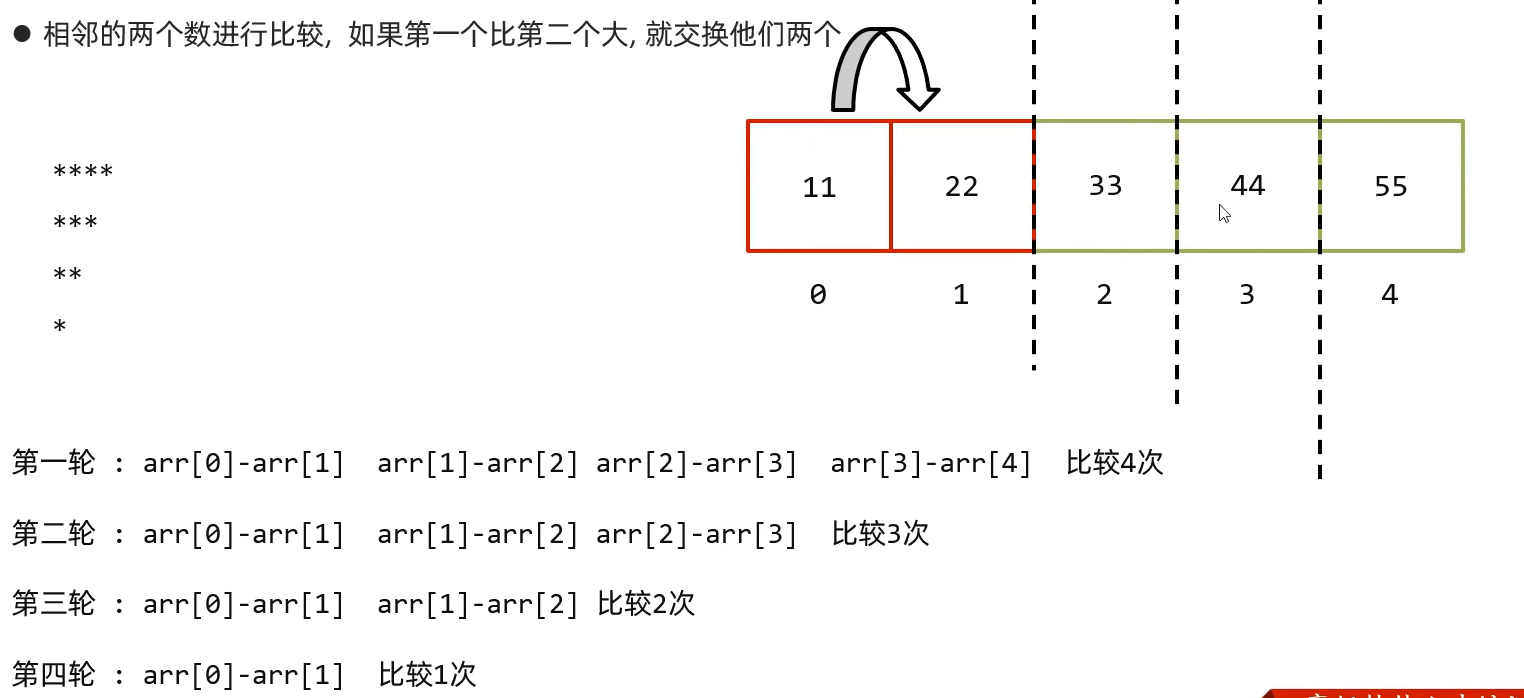 ● 相邻的两个数进行比较, 如果第一个比第二个大, 就交换他们两个
****
***
**
*
11 22 33 44 55
0 1 2 3 4
第一轮 : arr[0]-arr[1] arr[1]-arr[2] arr[2]-arr[3] arr[3]-arr[4] 比较4次
第二轮 : arr[0]-arr[1] arr[1]-arr[2] arr[2]-arr[3] 比较3次
第三轮 : arr[0]-arr[1] arr[1]-arr[2] 比较2次
第四轮 : arr[0]-arr[1] 比较1次